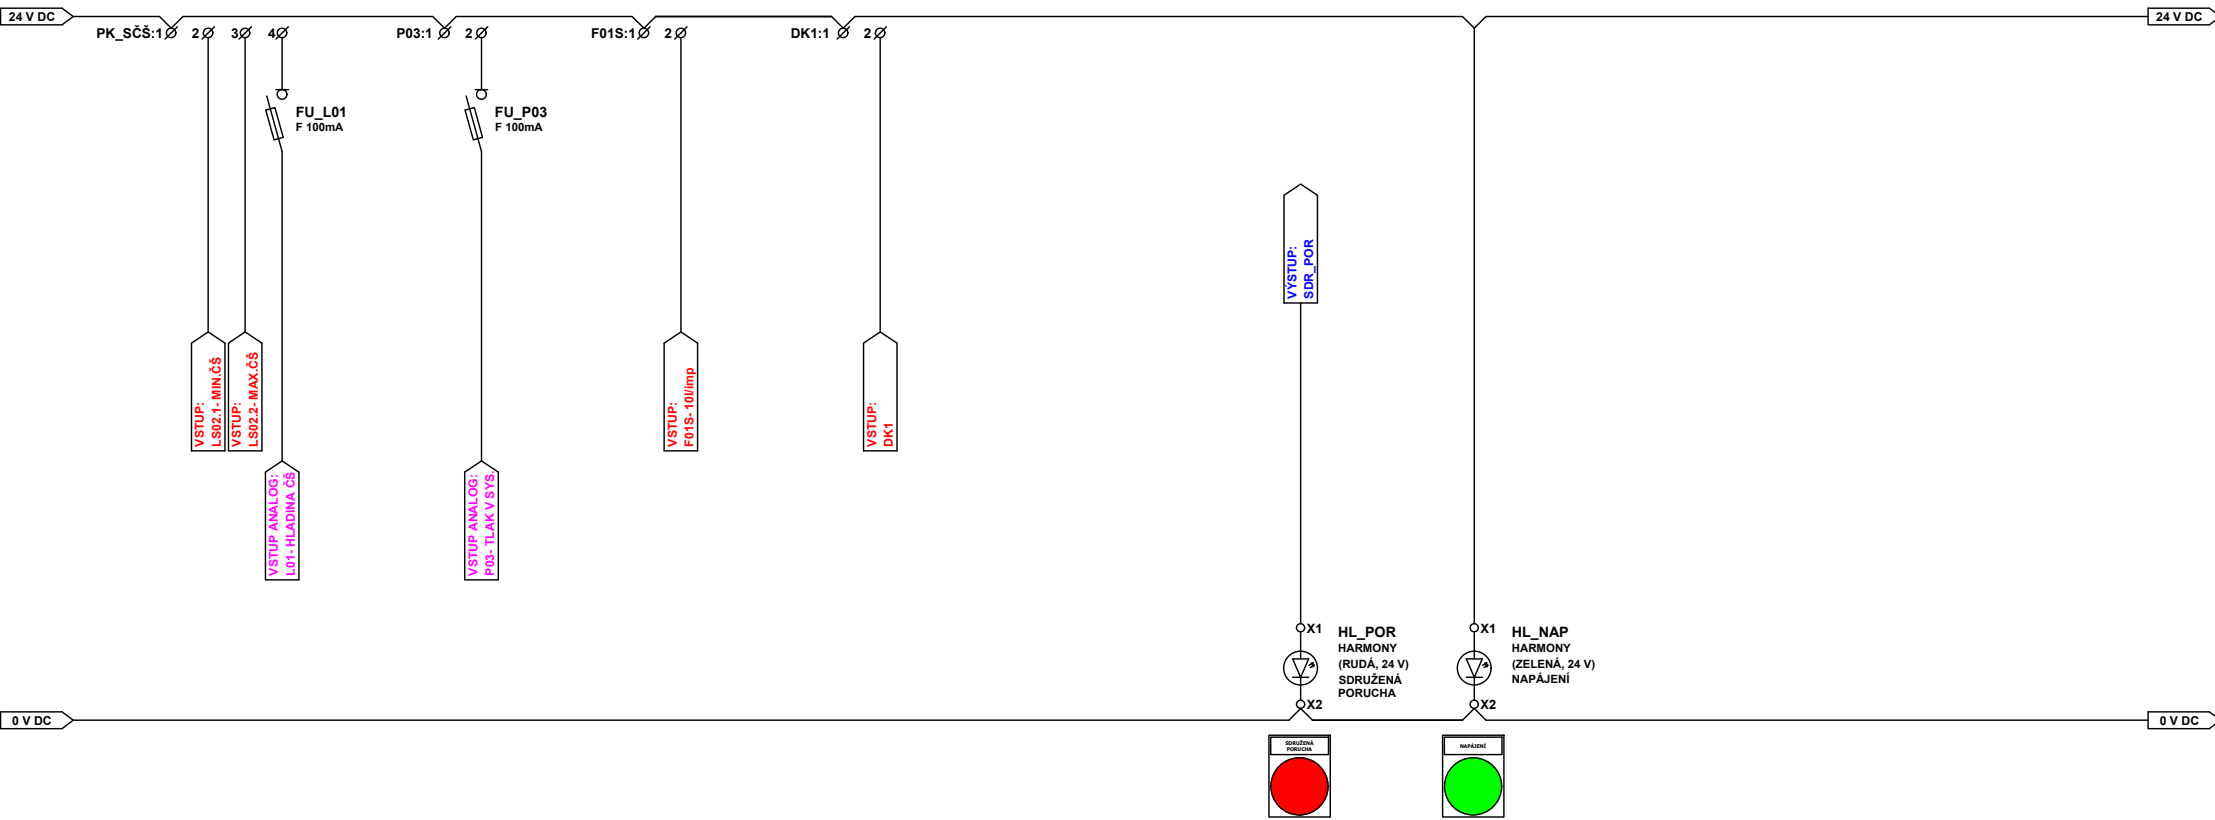 24 V DC
24 V DC
PK_SČŠ:1 2 3 4
P03:1 2
F01S:1 2
DK1:1 2
FU_L01
F 100mA
FU_P03
F 100mA
VÝSTUP:
SDR_POR
VSTUP:
LS02.1- MIN.ČŠ
VSTUP:
LS02.2- MAX.ČŠ
VSTUP:
F01S- 10l/imp
VSTUP:
DK1
VSTUP ANALOG:
L01- HLADINA ČŠ
VSTUP ANALOG:
P03- TLAK V SYS.
X1
HL_POR
HARMONY
(RUDÁ, 24 V)
SDRUŽENÁ
PORUCHA
X2
X1
HL_NAP
HARMONY
(ZELENÁ, 24 V)
NAPÁJENÍ
X2
0 V DC
0 V DC
SDRUŽENÁ
PORUCHA
NAPÁJENÍ